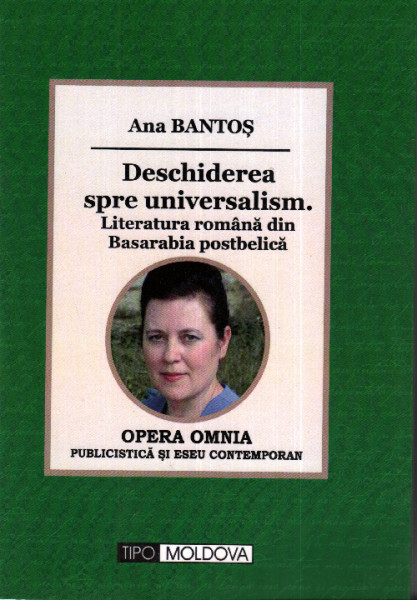 Ana BANTOȘ
Deschiderea
spre universalism.
Literatura română din
Basarabia postbelică
OPERA OMNIA
PUBLICISTICĂ ȘI ESEU CONTEMPORAN
TIPO MOLDOVA